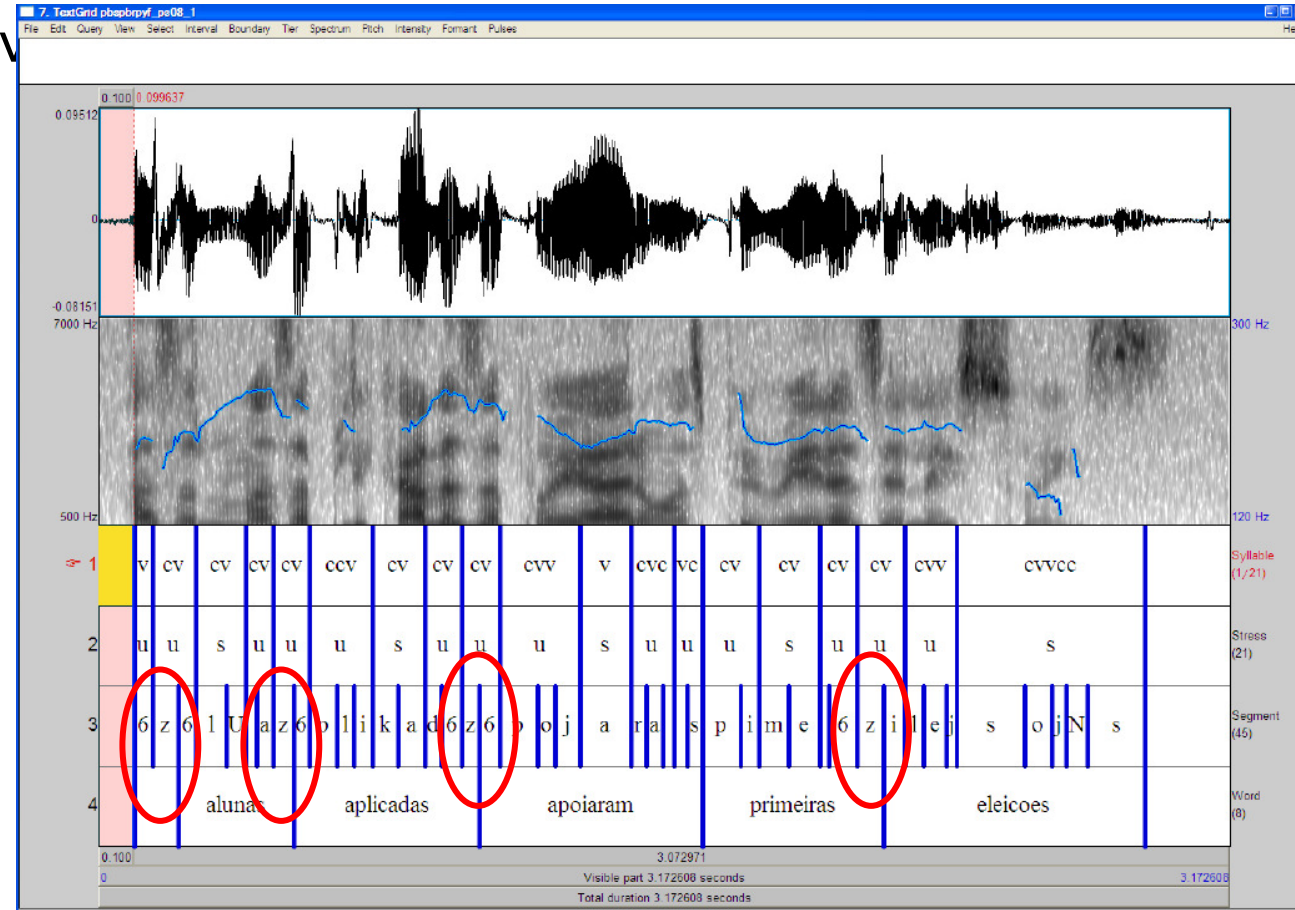 7. TextGrid pbspbrpyf_ps08_1
File Edit Query View Select Interval Boundary Tier Spectrum Pitch Intensity Formant Pulses He
0.100 0.099637
0.09512
0
-0.08151
7000 Hz
300 Hz
500 Hz
120 Hz
1 v cv cv cv cv ccv cv cv cv cvv v cvc vc cv cv cv cv cvv cvvcc Syllable
(1/21)
2 u u s u u u s u u u s u u u s u u u s Stress
(21)
3 6 z 6 l U a z 6 p l i k a d 6 z 6 p o j a r a s p i m e 6 z i l e j s o j N s Segment
(45)
4 alunas aplicadas apoiaram primeiras eleicoes Word
(8)
0.100 3.072971
0 Visible part 3.172608 seconds 3.172608
Total duration 3.172608 seconds